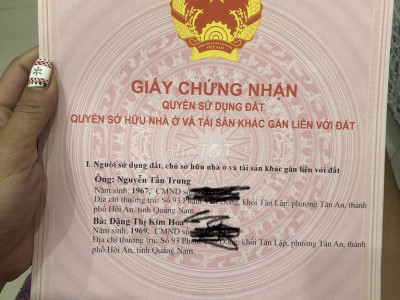 GIẤY CHỨNG NHẬN
QUYỀN SỬ DỤNG ĐẤT
QUYỀN SỞ HỮU NHÀ Ở VÀ TÀI SẢN KHÁC GẮN LIỀN VỚI ĐẤT
I. Người sử dụng đất, chủ sở hữu nhà ở và tài sản khác gắn liền với đất
Ông: Nguyễn Tấn Trung
Năm sinh: 1967, CMND số
Địa chỉ thường trú: Số 93 khối Tân Lập, phường Tân An, thành
phố Hội An, tỉnh Quảng Nam
Bà: Đặng Thị Kim Hoa
Năm sinh: 1969, CMND số
Địa chỉ thường trú: Số 93 khối Tân Lập, phường Tân An, thành
phố Hội An, tỉnh Quảng Nam